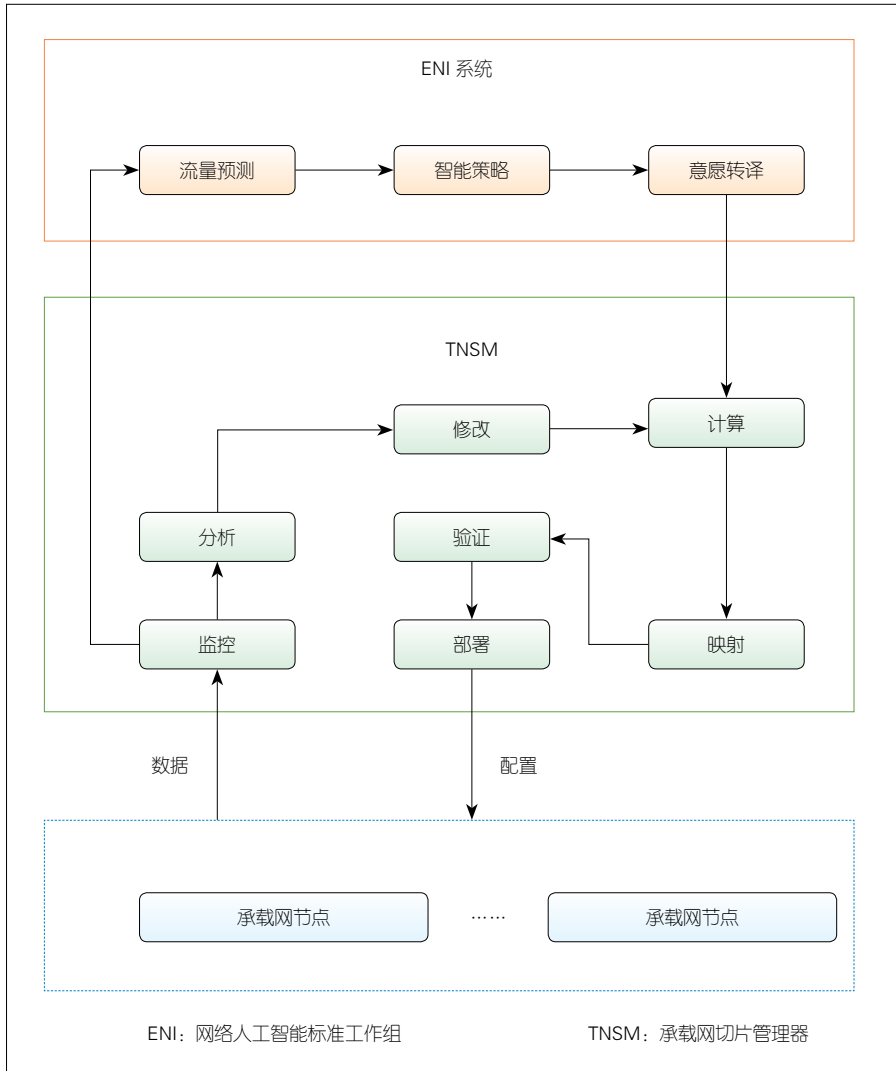 ENI 系统
流量预测
智能策略
意愿转译
TNSM
修改
计算
分析
验证
监控
部署
映射
数据
配置
承载网节点
……
承载网节点
ENI：网络人工智能标准工作组
TNSM：承载网切片管理器